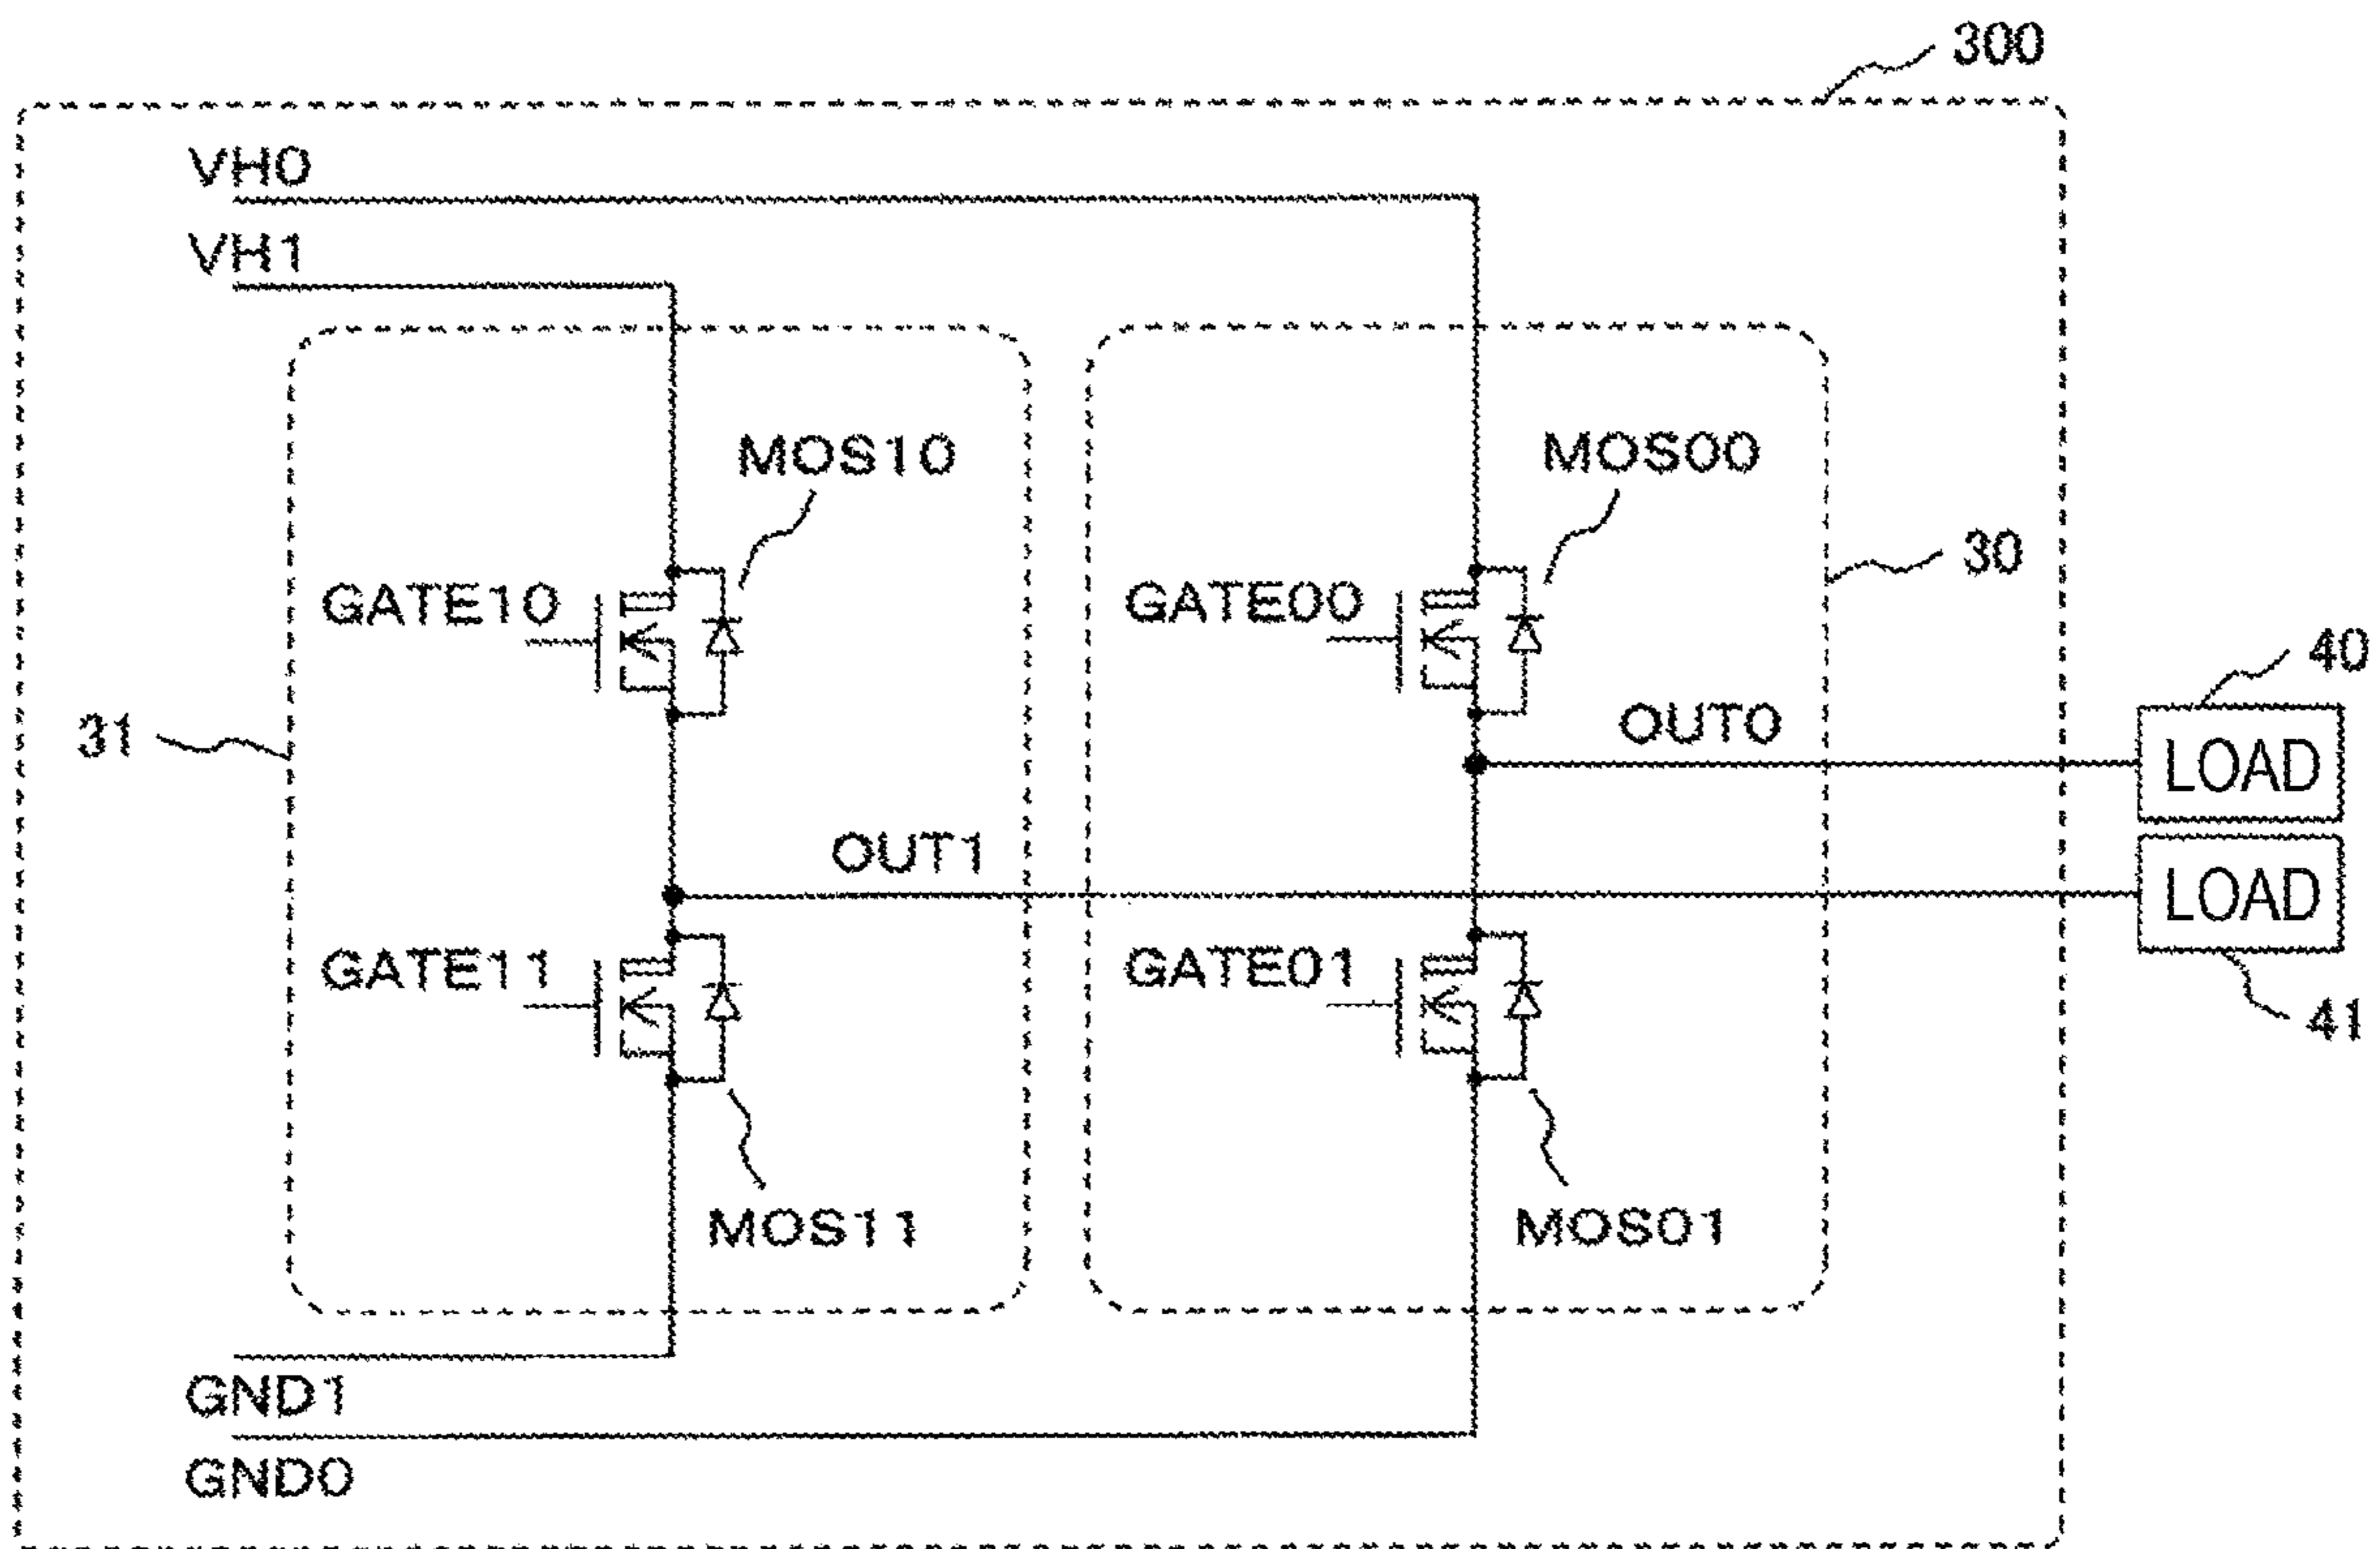 300
VH0
VH1
MOS10
MOS00
30
GATE10
GATE00
40
31
OUT0
LOAD
OUT1
LOAD
GATE11
GATE01
41
MOS11
MOS01
GND1
GND0